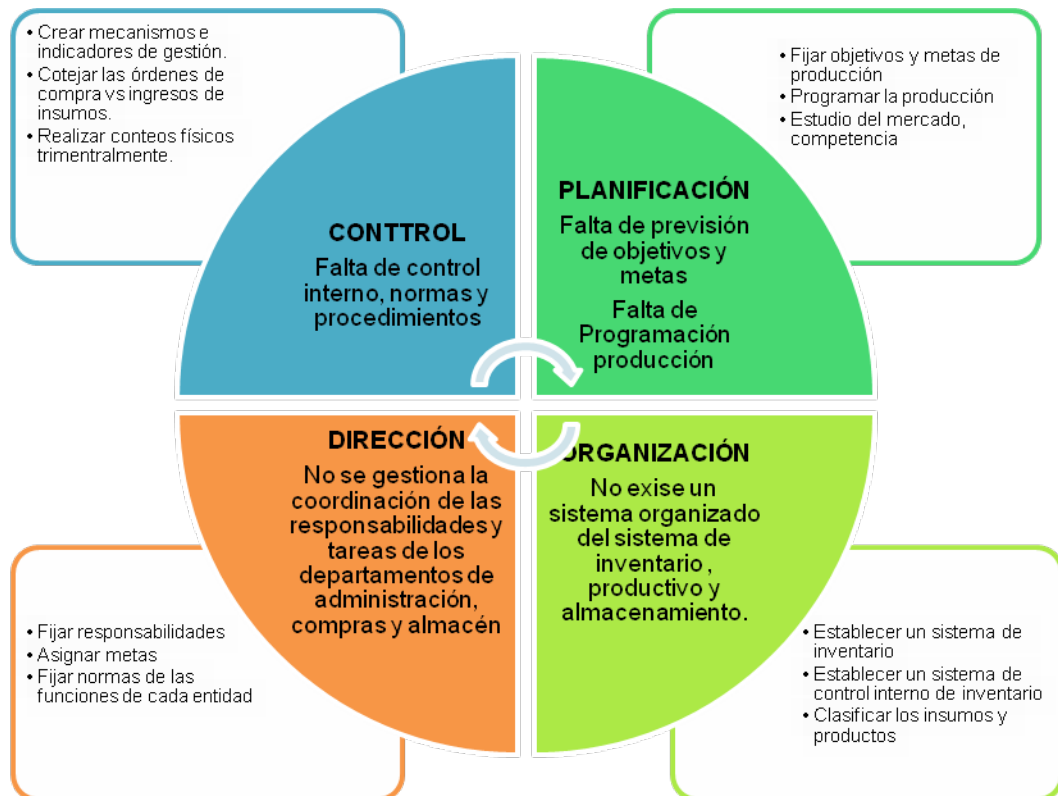 • Crear mecanismos e
indicadores de gestión.
• Cotejar las órdenes de
compra vs ingresos de
insumos.
• Realizar conteos físicos
trimentralmente.
• Fijar objetivos y metas de
producción
• Programar la producción
• Estudio del mercado,
competencia
CONTTROL
Falta de control
interno, normas y
procedimientos
PLANIFICACIÓN
Falta de previsión
de objetivos y
metas
Falta de
Programación
producción
DIRECCIÓN
No se gestiona la
coordinación de las
responsabilidades y
tareas de los
departamentos de
administración,
compras y almacén
ORGANIZACIÓN
No exise un
sistema organizado
del sistema de
inventario ,
productivo y
almacenamiento.
• Fijar responsabilidades
• Asignar metas
• Fijar normas de las
funciones de cada entidad
• Establecer un sistema de
inventario
• Establecer un sistema de
control interno de inventario
• Clasificar los insumos y
productos